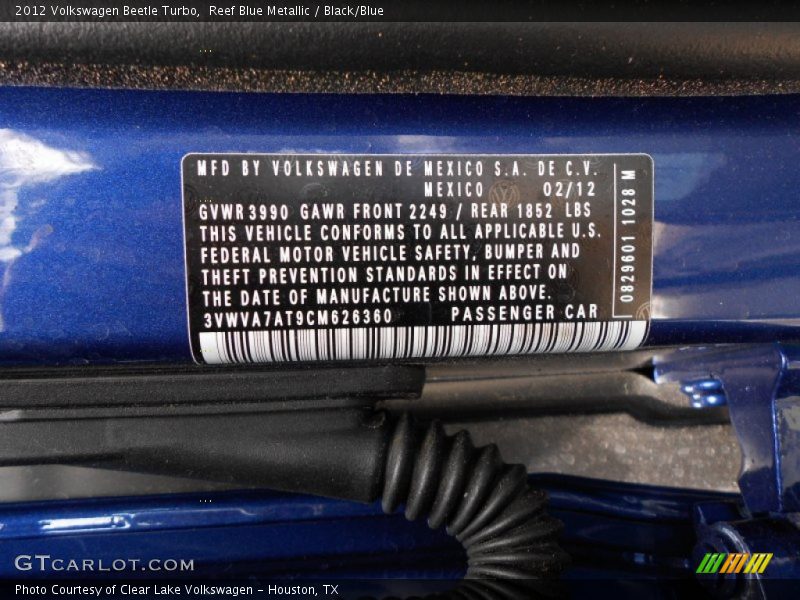 2012 Volkswagen Beetle Turbo, Reef Blue Metallic / Black/Blue
MFD BY VOLKSWAGEN DE MEXICO S.A. DE C.V.
MEXICO 02/12
GVWR 3990 GAWR FRONT 2249 / REAR 1852 LBS
THIS VEHICLE CONFORMS TO ALL APPLICABLE U.S.
FEDERAL MOTOR VEHICLE SAFETY, BUMPER AND
THEFT PREVENTION STANDARDS IN EFFECT ON
THE DATE OF MANUFACTURE SHOWN ABOVE.
3VWVA7AT9CM626360 PASSENGER CAR
0829601 1028 M
GTCARLOT.COM
Photo Courtesy of Clear Lake Volkswagen - Houston, TX